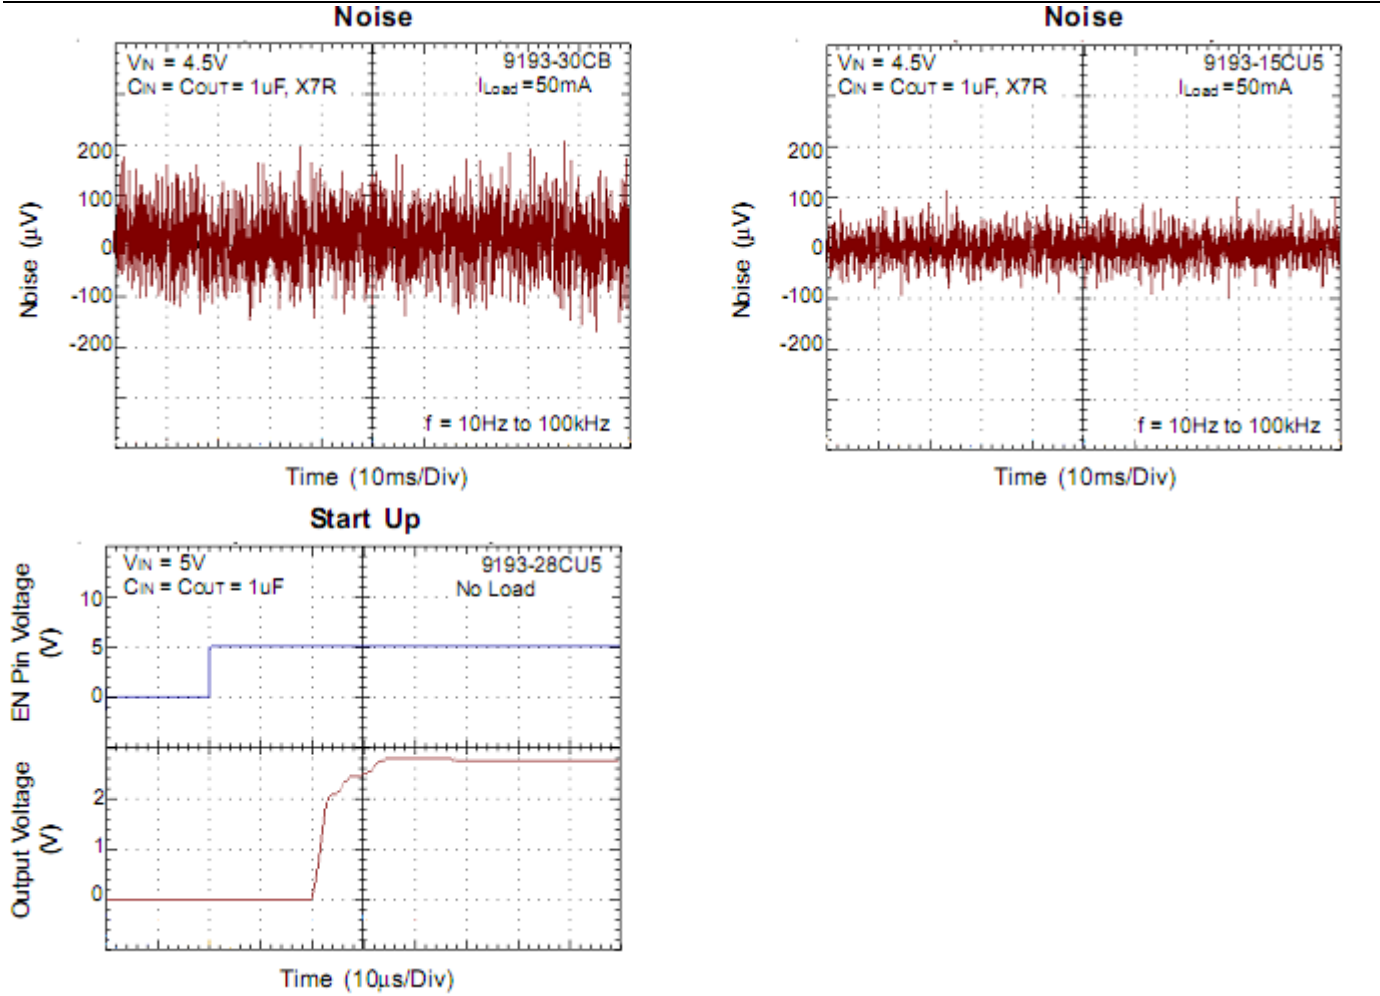 Noise
VIN = 4.5V
CIN = COUT = 1uF, X7R
9193-30CB
ILoad =50mA
200
100
0
-100
-200
Noise (μV)
f = 10Hz to 100kHz
Time (10ms/Div)
Noise
VIN = 4.5V
CIN = COUT = 1uF, X7R
9193-15CU5
ILoad =50mA
200
100
0
-100
-200
Noise (μV)
f = 10Hz to 100kHz
Time (10ms/Div)
Start Up
VIN = 5V
CIN = COUT = 1uF
9193-28CU5
No Load
10
5
0
EN Pin Voltage
(V)
2
1
0
Output Voltage
(V)
Time (10μs/Div)